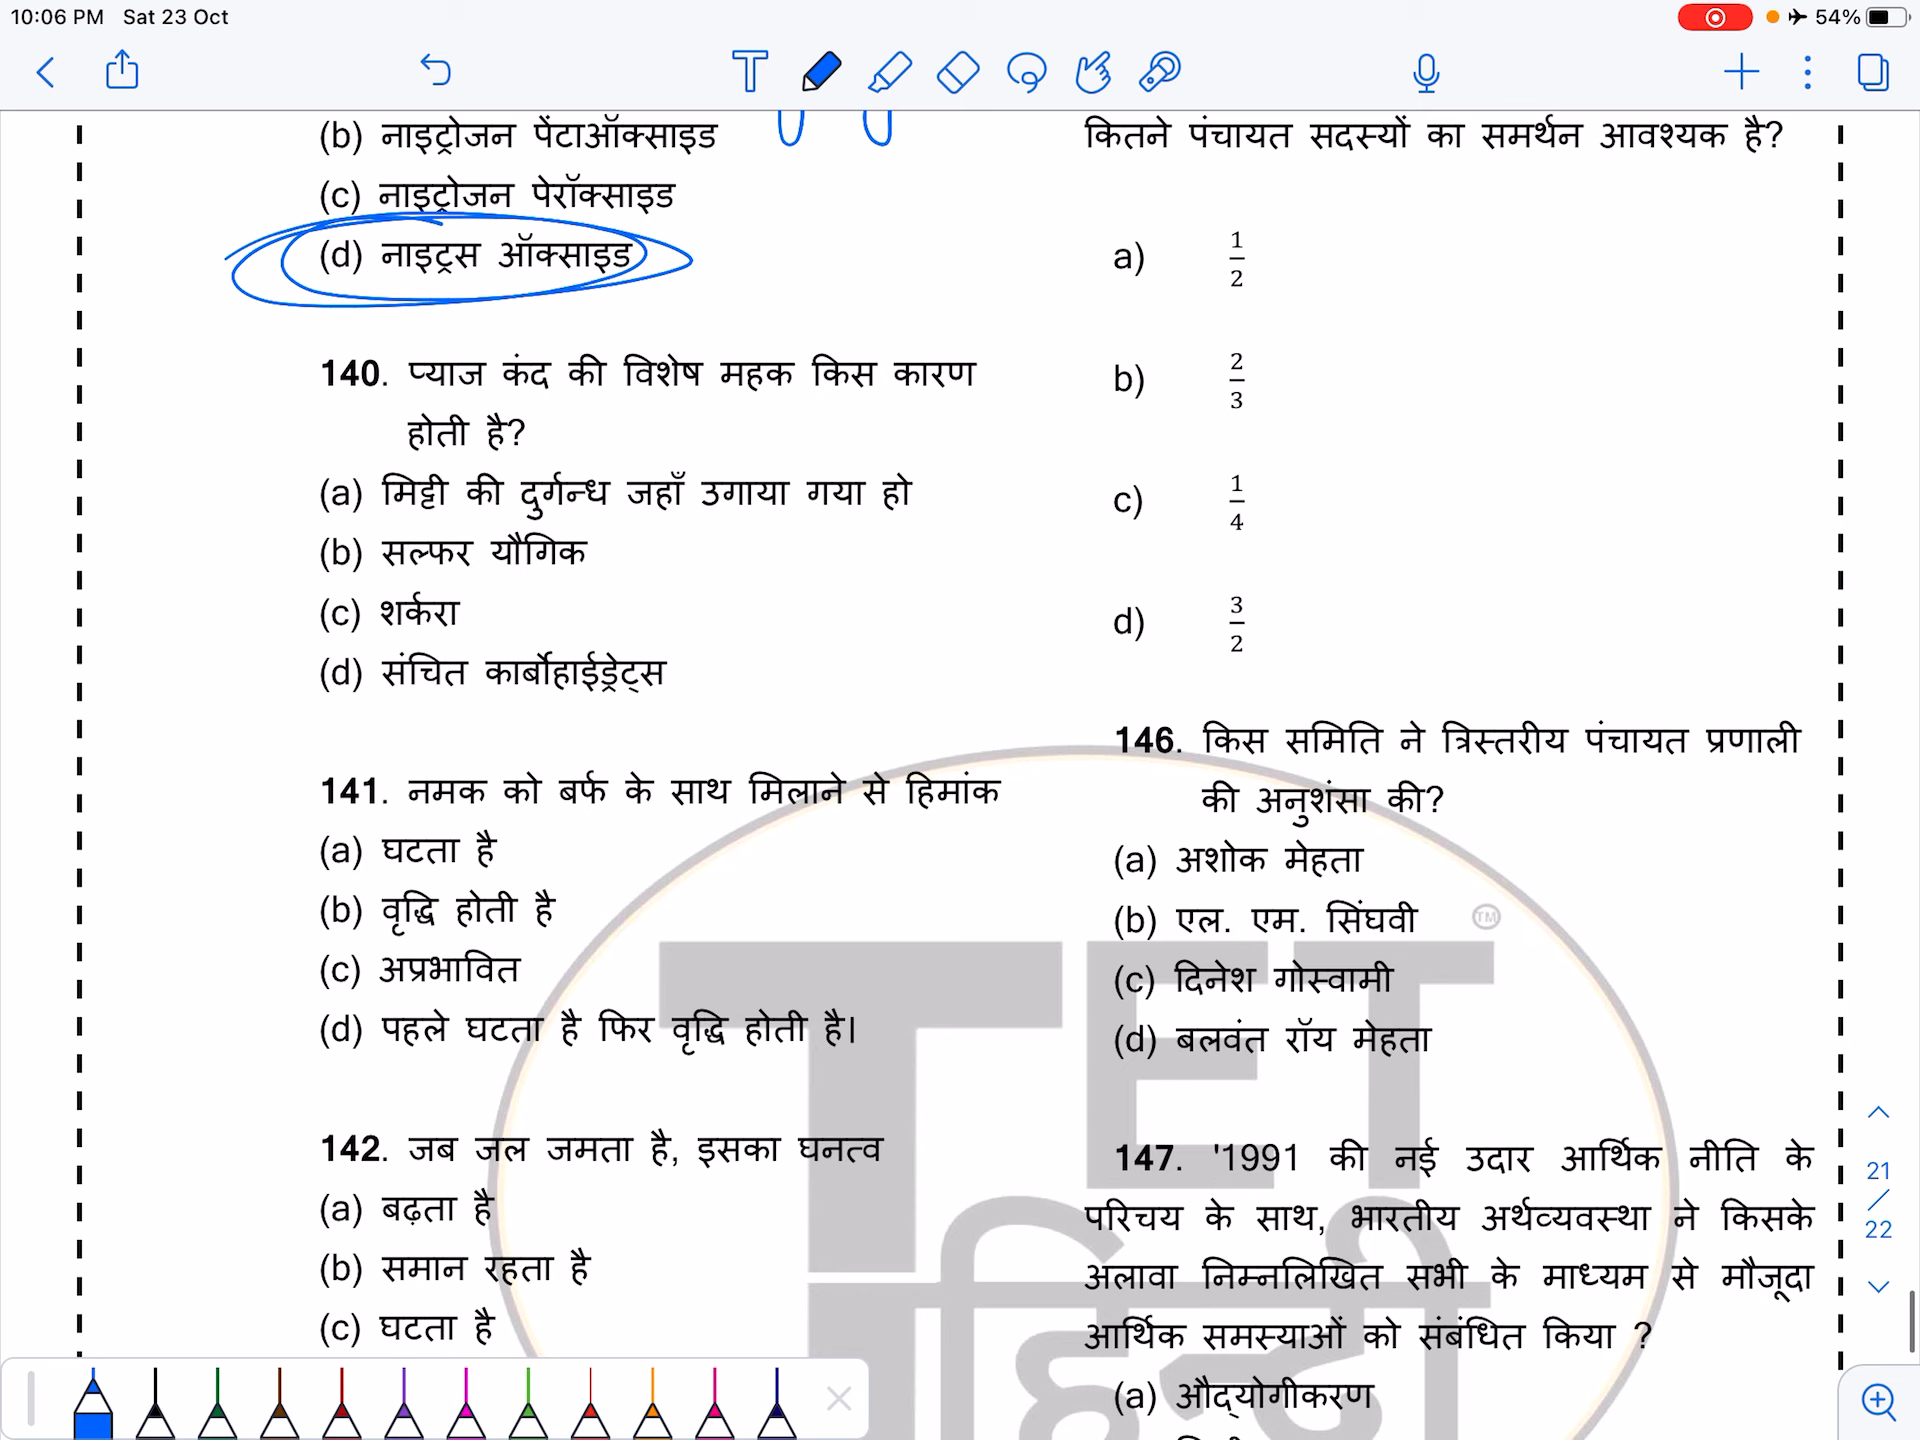 10:06 PM Sat 23 Oct
54%
(b) नाइट्रोजन पेंटाऑक्साइड
(c) नाइट्रोजन पेरॉक्साइड
(d) नाइट्रस ऑक्साइड
140. प्याज कंद की विशेष महक किस कारण
होती है?
(a) मिट्टी की दुर्गन्ध जहाँ उगाया गया हो
(b) सल्फर यौगिक
(c) शर्करा
(d) संचित कार्बोहाईड्रेट्स
141. नमक को बर्फ के साथ मिलाने से हिमांक
(a) घटता है
(b) वृद्धि होती है
(c) अप्रभावित
(d) पहले घटता है फिर वृद्धि होती है।
142. जब जल जमता है, इसका घनत्व
(a) बढ़ता है
(b) समान रहता है
(c) घटता है
कितने पंचायत सदस्यों का समर्थन आवश्यक है?
a) 1/2
b) 2/3
c) 1/4
d) 3/2
146. किस समिति ने त्रिस्तरीय पंचायत प्रणाली
की अनुशंसा की?
(a) अशोक मेहता
(b) एल. एम. सिंघवी
(c) दिनेश गोस्वामी
(d) बलवंत रॉय मेहता
147. '1991 की नई उदार आर्थिक नीति के
परिचय के साथ, भारतीय अर्थव्यवस्था ने किसके
अलावा निम्नलिखित सभी के माध्यम से मौजूदा
आर्थिक समस्याओं को संबंधित किया ?
(a) औद्योगीकरण
TET
TM
हिन्दी
21
/
22